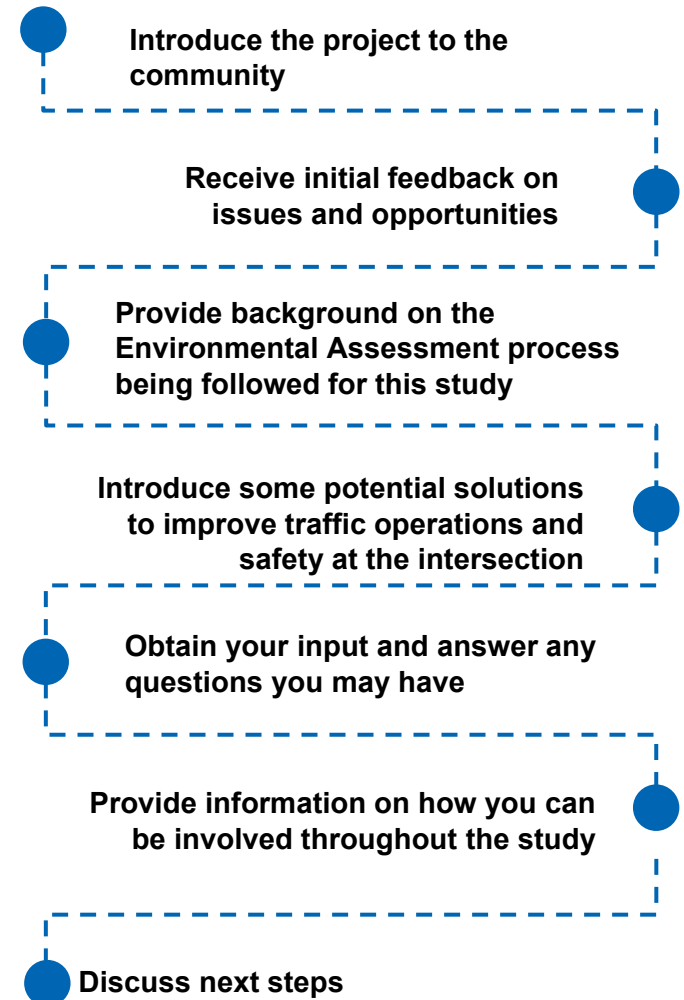 Introduce the project to the
community
Receive initial feedback on
issues and opportunities
Provide background on the
Environmental Assessment process
being followed for this study
Introduce some potential solutions
to improve traffic operations and
safety at the intersection
Obtain your input and answer any
questions you may have
Provide information on how you can
be involved throughout the study
Discuss next steps